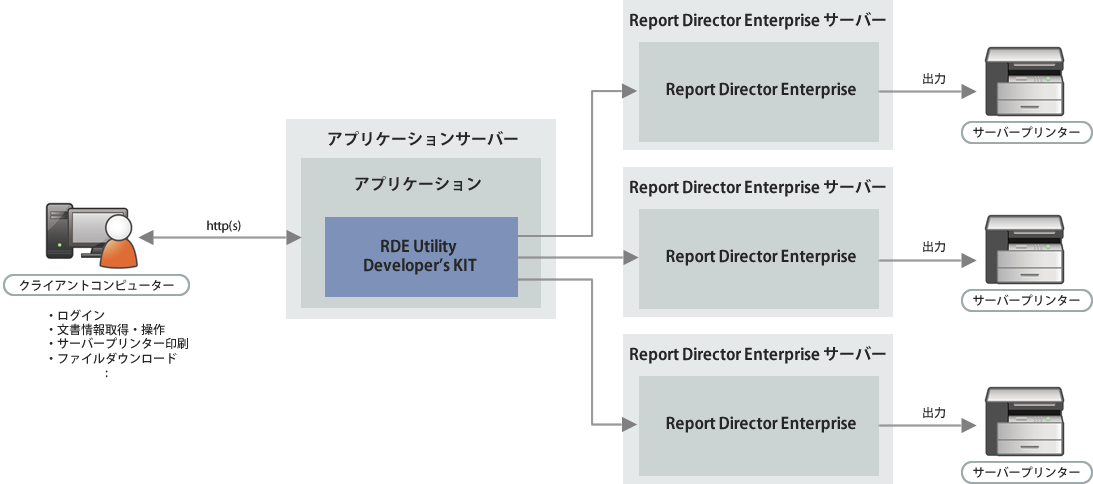 クライアントコンピューター
・ログイン
・文書情報取得・操作
・サーバープリンター印刷
・ファイルダウンロード
:
http(s)
アプリケーションサーバー
アプリケーション
RDE Utility
Developer's KIT
Report Director Enterprise サーバー
Report Director Enterprise
出力
サーバープリンター
Report Director Enterprise サーバー
Report Director Enterprise
出力
サーバープリンター
Report Director Enterprise サーバー
Report Director Enterprise
出力
サーバープリンター